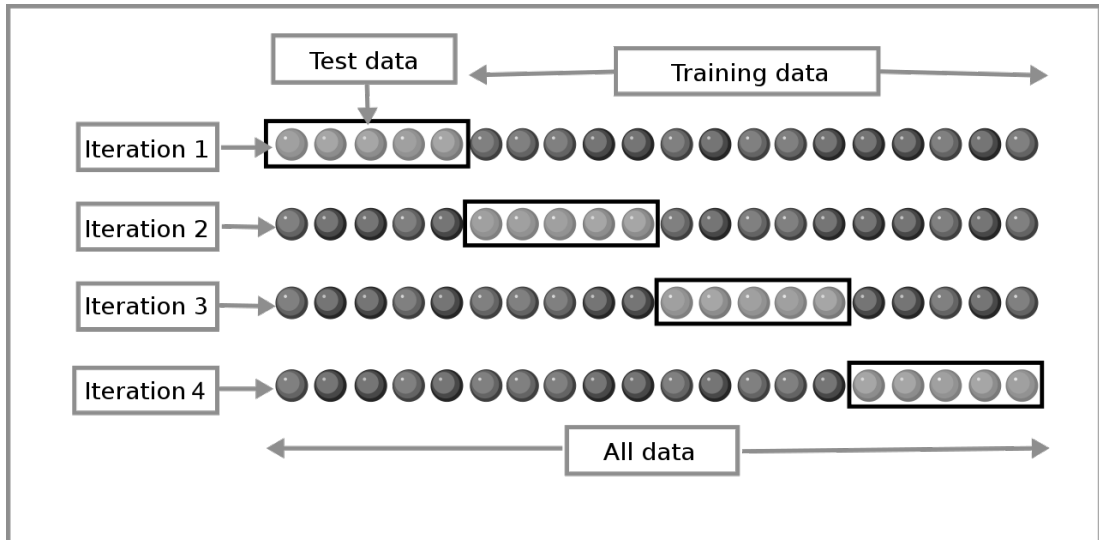 Test data
Training data
Iteration 1
Iteration 2
Iteration 3
Iteration 4
All data